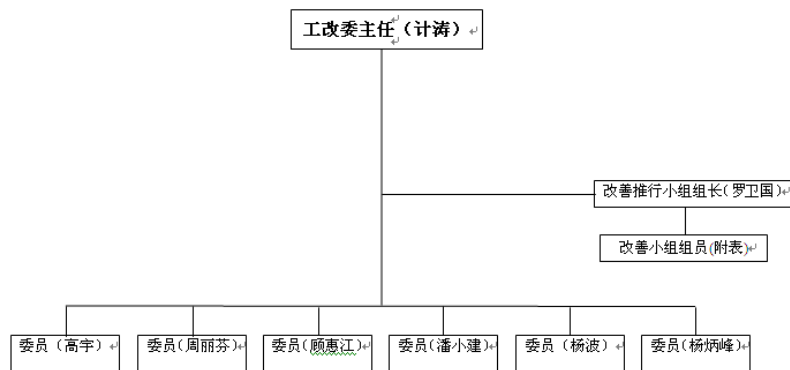 工改委主任（计涛）
改善推行小组组长（罗卫国）
改善小组组员(附表)
委员（高宇）
委员(周丽芬)
委员(顾惠江)
委员(潘小建)
委员（杨波）
委员(杨炳峰)